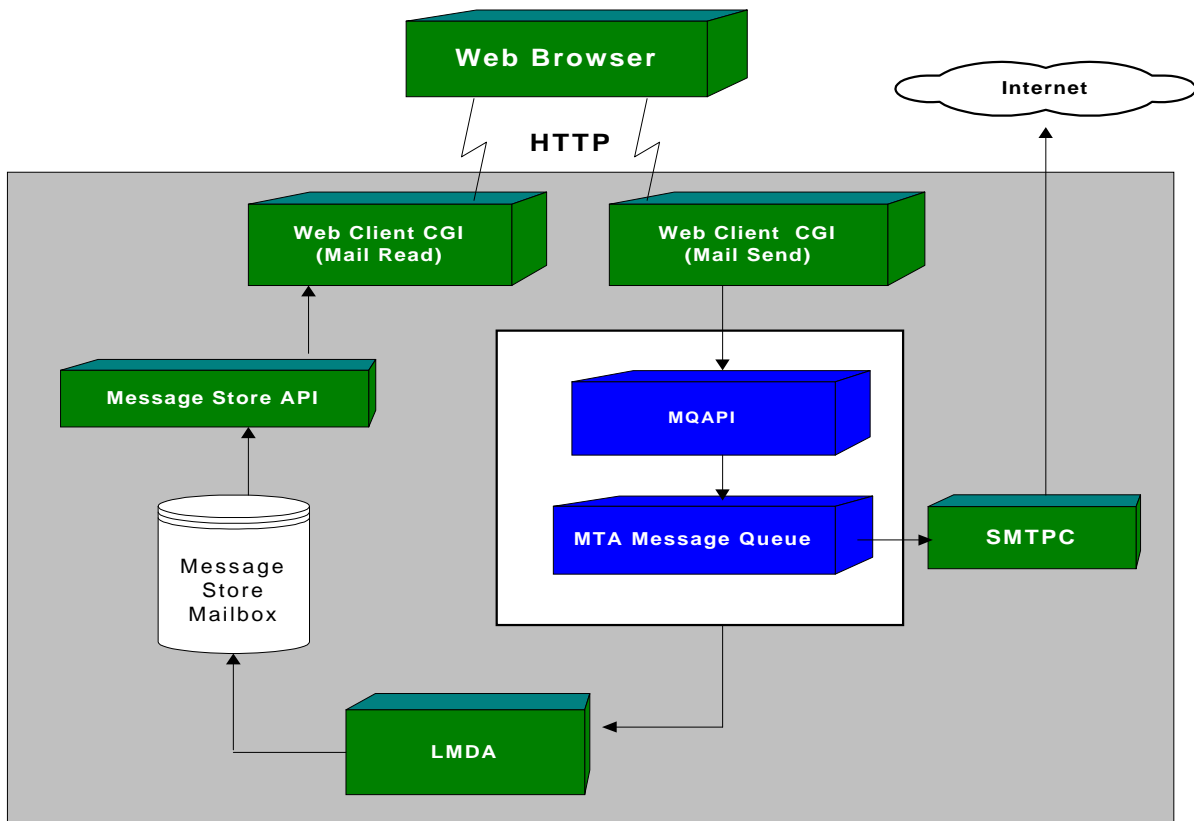 Web Browser
Internet
HTTP
Web Client CGI
(Mail Read)
Web Client CGI
(Mail Send)
Message Store API
MQAPI
MTA Message Queue
SMTPC
Message
Store
Mailbox
LMDA